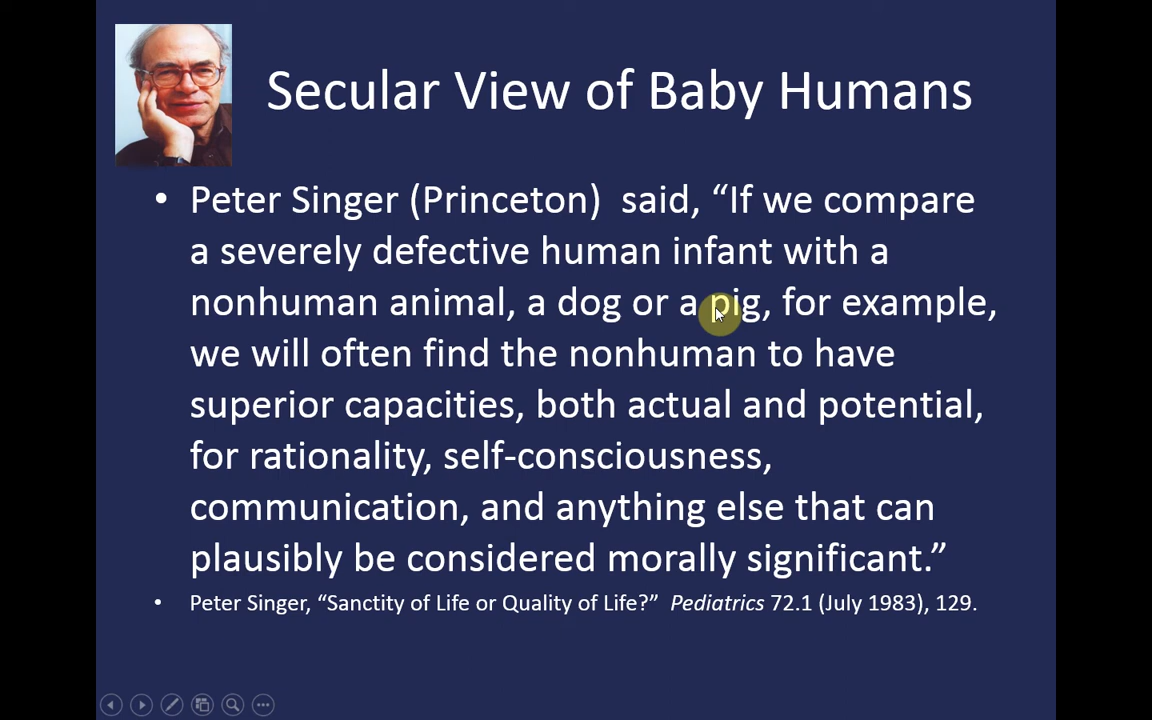 Secular View of Baby Humans
• Peter Singer (Princeton)  said, “If we compare
a severely defective human infant with a
nonhuman animal, a dog or a pig, for example,
we will often find the nonhuman to have
superior capacities, both actual and potential,
for rationality, self-consciousness,
communication, and anything else that can
plausibly be considered morally significant.”
• Peter Singer, “Sanctity of Life or Quality of Life?”  Pediatrics 72.1 (July 1983), 129.